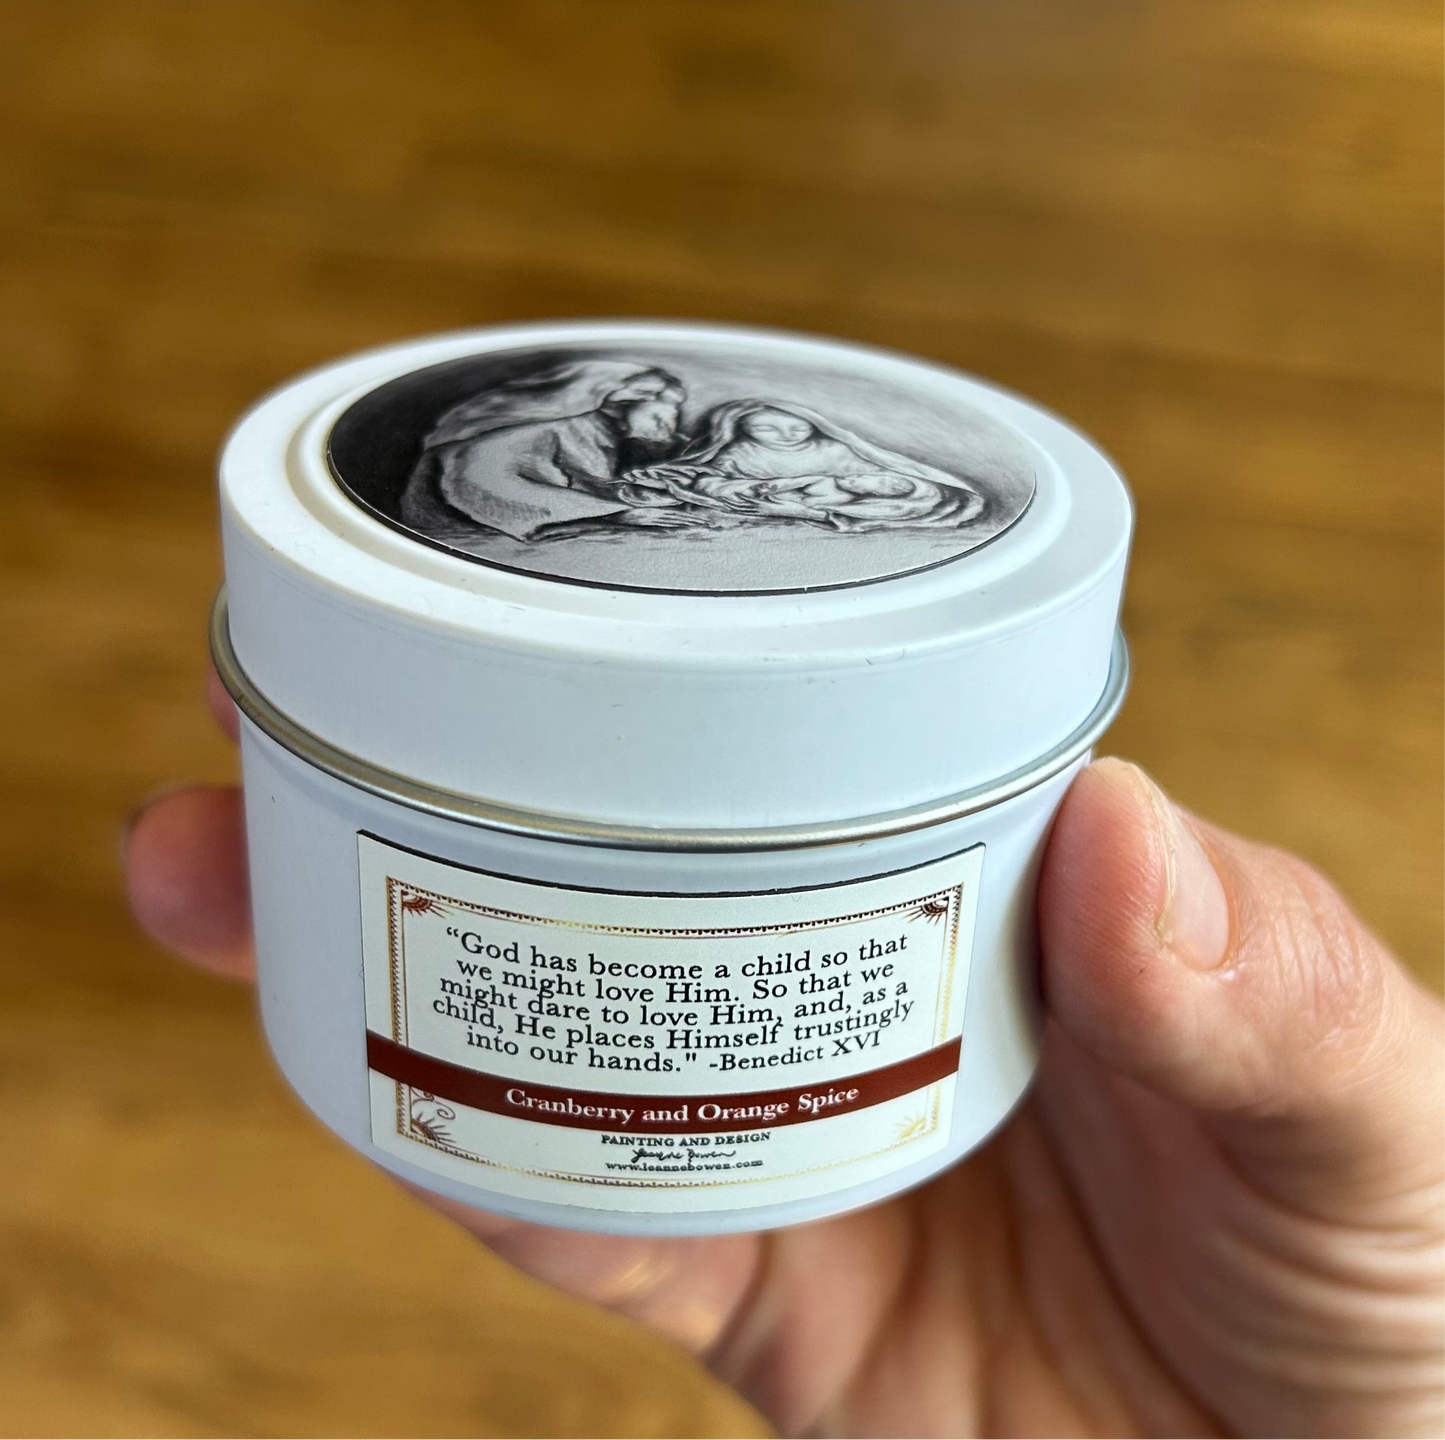 “God has become a child so that
we might love Him. So that we
might dare to love Him, and, as a
child, He places Himself trustingly
into our hands." -Benedict XVI
Cranberry and Orange Spice
PAINTING AND DESIGN
Leanne Bowen
www.leannebowen.com